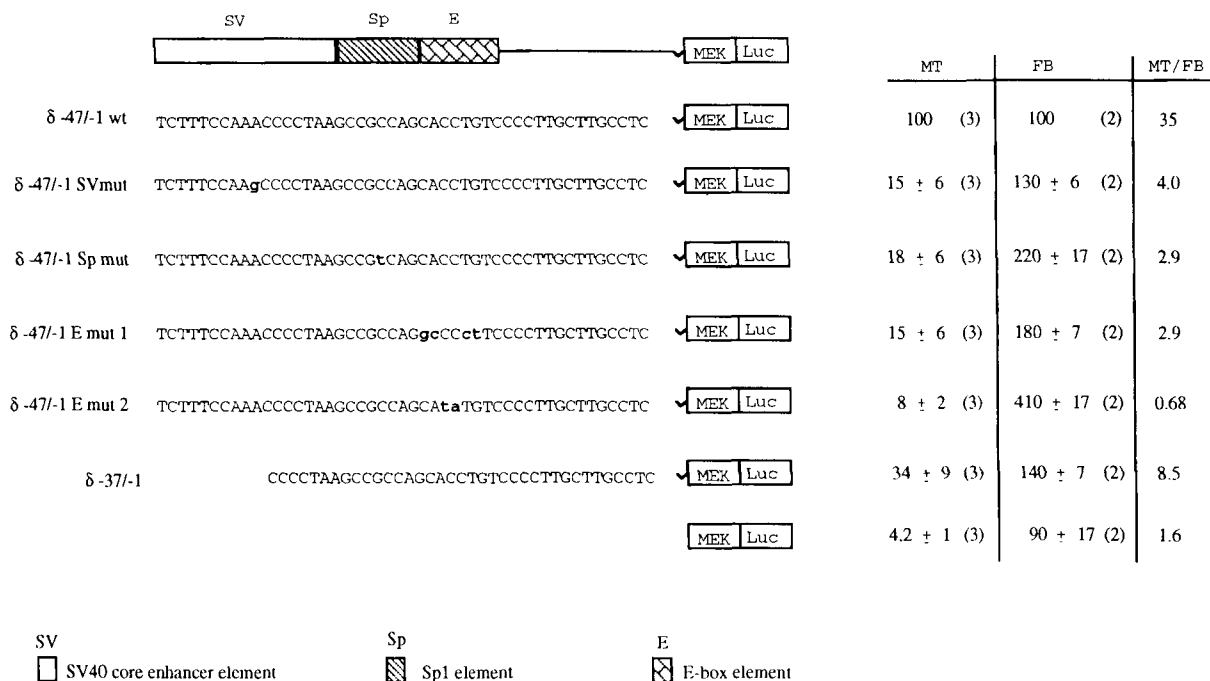 SV Sp E
MEK Luc
MT FB MT/FB
δ -47/-1 wt TCTTTCCAAACCCCTAAGCCGCCAGCACCTGTCCCCTTGCTTGCCTC MEK Luc 100 (3) 100 (2) 35
δ -47/-1 SVmut TCTTTCCAAgCCCCTAAGCCGCCAGCACCTGTCCCCTTGCTTGCCTC MEK Luc 15 ± 6 (3) 130 ± 6 (2) 4.0
δ -47/-1 Sp mut TCTTTCCAAACCCCTAAGCCGtCAGCACCTGTCCCCTTGCTTGCCTC MEK Luc 18 ± 6 (3) 220 ± 17 (2) 2.9
δ -47/-1 E mut 1 TCTTTCCAAACCCCTAAGCCGCCAGgcCCctTCCCCTTGCTTGCCTC MEK Luc 15 ± 6 (3) 180 ± 7 (2) 2.9
δ -47/-1 E mut 2 TCTTTCCAAACCCCTAAGCCGCCAGCAtaTGTCCCCTTGCTTGCCTC MEK Luc 8 ± 2 (3) 410 ± 17 (2) 0.68
δ -37/-1 CCCCTAAGCCGCCAGCACCTGTCCCCTTGCTTGCCTC MEK Luc 34 ± 9 (3) 140 ± 7 (2) 8.5
MEK Luc 4.2 ± 1 (3) 90 ± 17 (2) 1.6
SV Sp E
SV40 core enhancer element Sp1 element E-box element